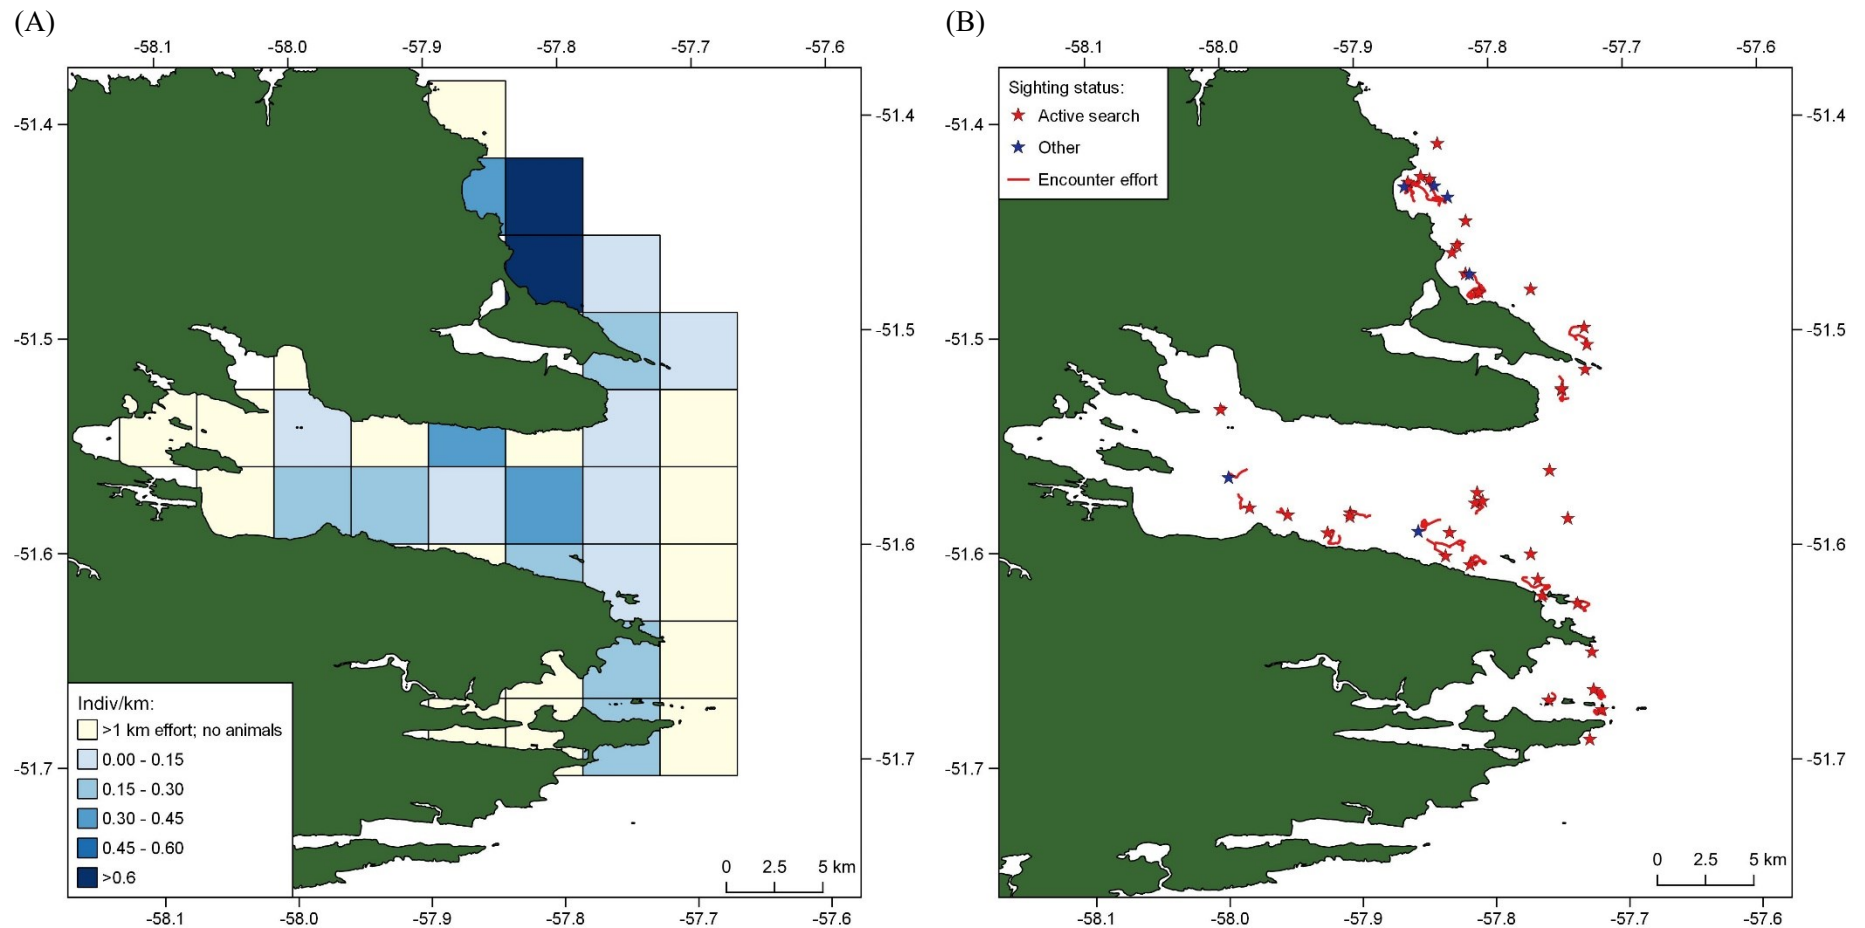 (A)
(B)
-58.1 -58.0 -57.9 -57.8 -57.7 -57.6
-58.1 -58.0 -57.9 -57.8 -57.7 -57.6
-51.4 -51.4
-51.5 -51.5
-51.6 -51.6
-51.7 -51.7
Indiv/km:
>1 km effort; no animals
0.00 - 0.15
0.15 - 0.30
0.30 - 0.45
0.45 - 0.60
>0.6
0 2.5 5 km
-58.1 -58.0 -57.9 -57.8 -57.7 -57.6
Sighting status:
Active search
Other
Encounter effort
-51.4 -51.4
-51.5 -51.5
-51.6 -51.6
-51.7 -51.7
0 2.5 5 km
-58.1 -58.0 -57.9 -57.8 -57.7 -57.6